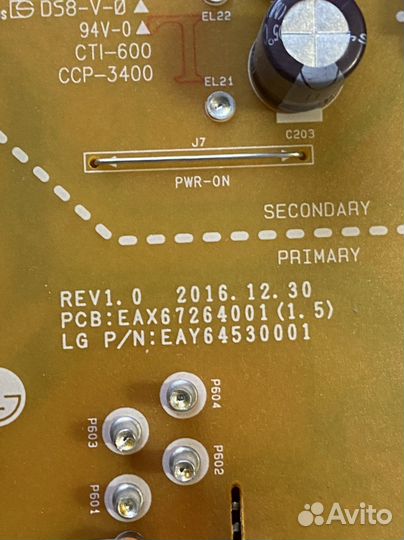 DS8-V-0
EL22
94V-0
CTI-600
CCP-3400
EL21
C203
J7
PWR-ON
SECONDARY
PRIMARY
REV1.0 2016.12.30
PCB:EAX67264001(1.5)
LG P/N:EAY64530001
P604
P603
P602
P601
Avito